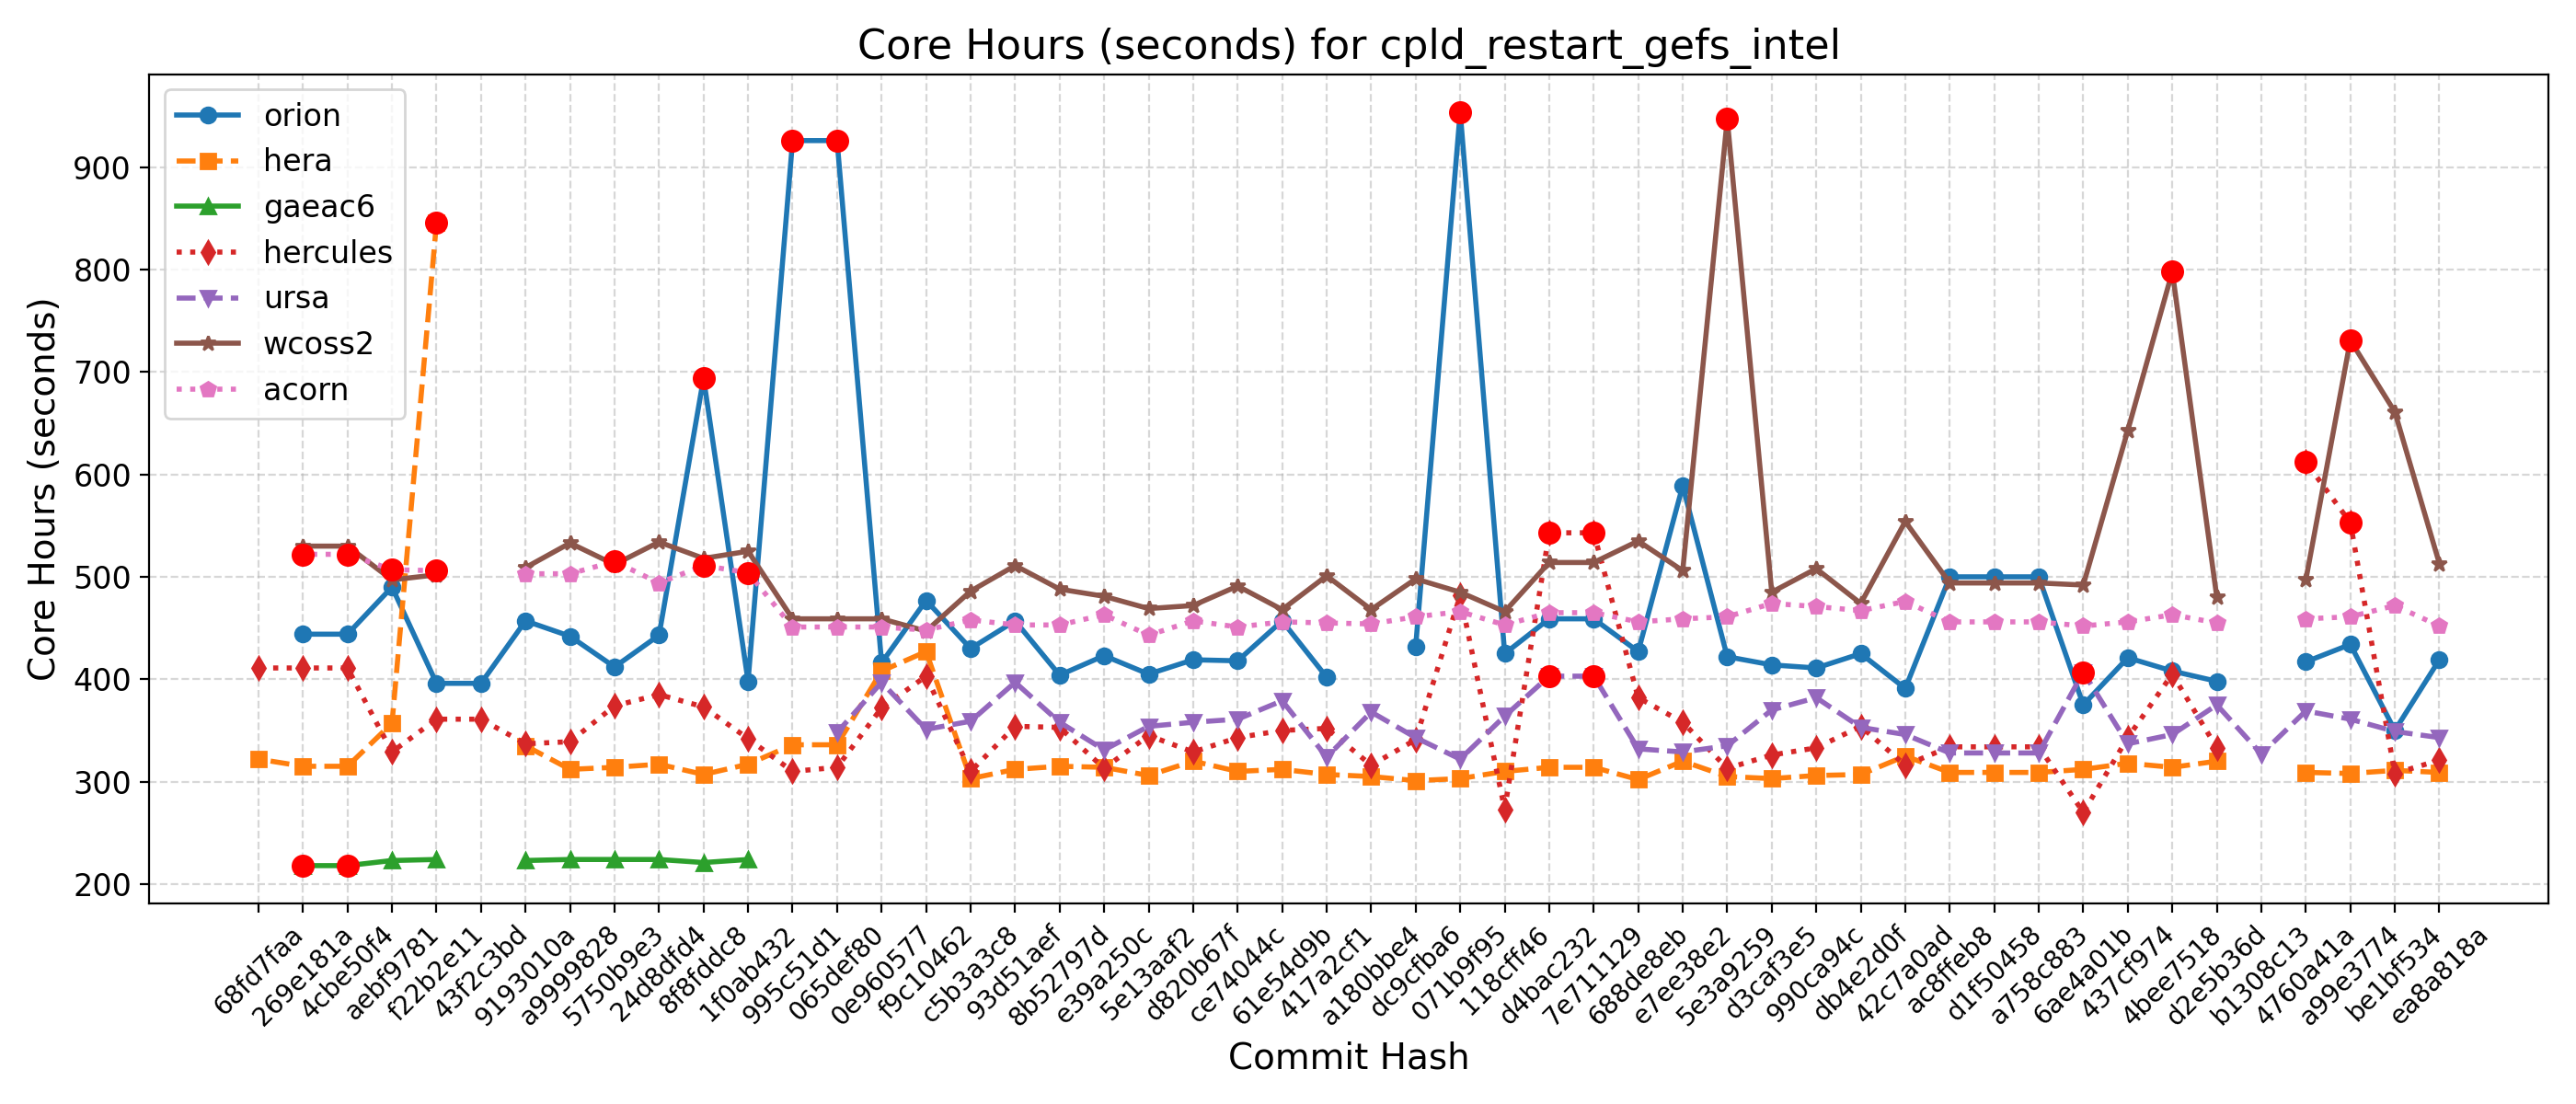 Core Hours (seconds) for cpld_restart_gefs_intel
orion
hera
gaeac6
hercules
ursa
wcoss2
acorn
Core Hours (seconds)
900
800
700
600
500
400
300
200
68fd7faa
269e181a
4cbe50f4
aebf9781
f22b2e11
43f2c3bd
9193010a
a9999828
5750b9e3
24d8dfd4
8f8fddc8
1f0ab432
995c51d1
065def80
0e960577
f9c10462
c5b3a3c8
93d51aef
8b52797d
e39a250c
5e13aaf2
d820b67f
ce74044c
61e54d9b
417a2cf1
a180bbe4
dc9cfba6
071b9f95
118cff46
d4bac232
7e711129
688de8eb
e7ee38e2
5e3a9259
d3caf3e5
990ca94c
db4e2d0f
42c7a0ad
ac8ffeb8
d1f50458
a758c883
6ae4a01b
437cf974
4bee7518
d2e5b36d
b1308c13
4760a41a
a99e3774
be1bf534
ea8a818a
Commit Hash